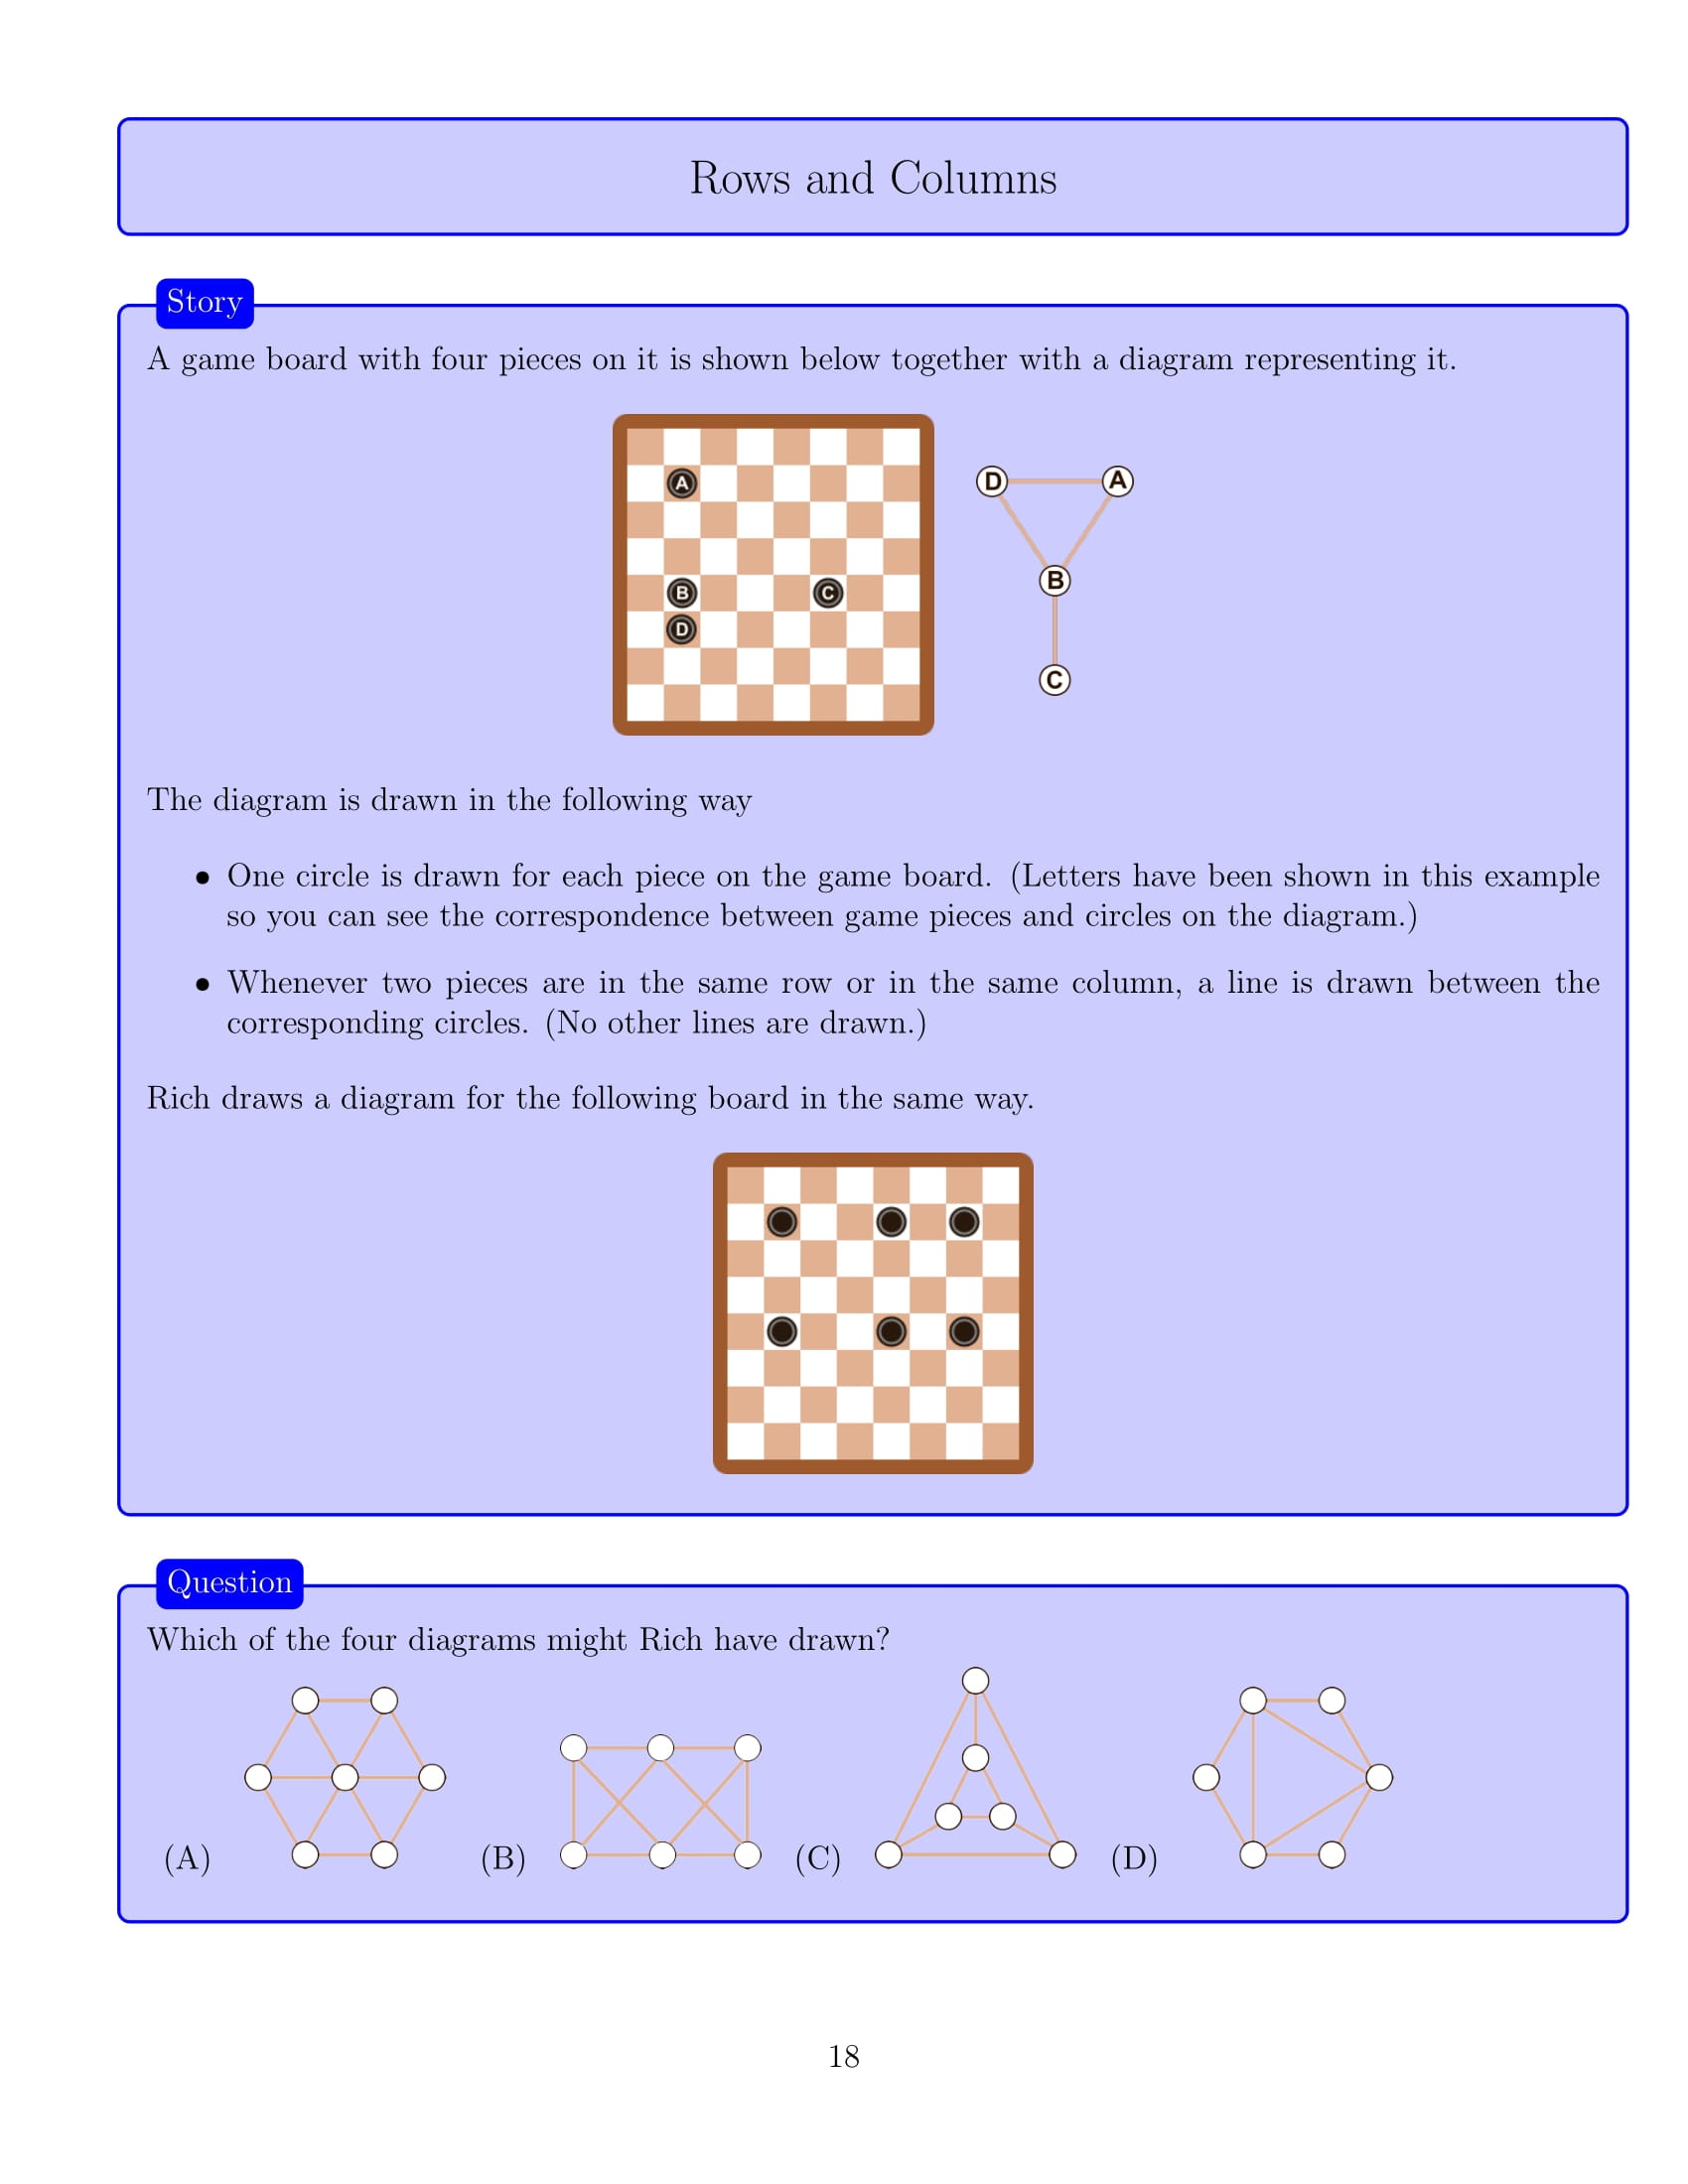 Rows and Columns
Story
A game board with four pieces on it is shown below together with a diagram representing it.
A
B
C
D
D
A
B
C
The diagram is drawn in the following way
• One circle is drawn for each piece on the game board. (Letters have been shown in this example
so you can see the correspondence between game pieces and circles on the diagram.)
• Whenever two pieces are in the same row or in the same column, a line is drawn between the
corresponding circles. (No other lines are drawn.)
Rich draws a diagram for the following board in the same way.
Question
Which of the four diagrams might Rich have drawn?
(A)
(B)
(C)
(D)
18